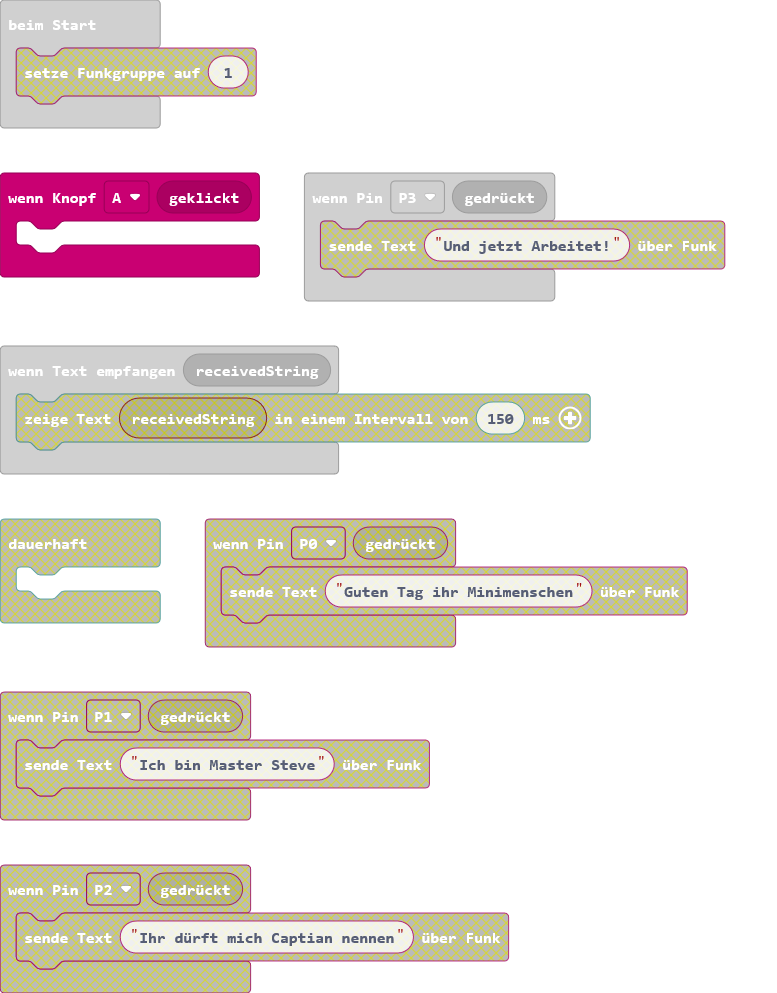 beim Start
setze Funkgruppe auf 1
wenn Knopf A geklickt
wenn Pin P3 gedrückt
sende Text "Und jetzt Arbeitet!" über Funk
wenn Text empfangen receivedString
zeige Text receivedString in einem Intervall von 150 ms
dauerhaft
wenn Pin P0 gedrückt
sende Text "Guten Tag ihr Minimenschen" über Funk
wenn Pin P1 gedrückt
sende Text "Ich bin Master Steve" über Funk
wenn Pin P2 gedrückt
sende Text "Ihr dürft mich Captian nennen" über Funk